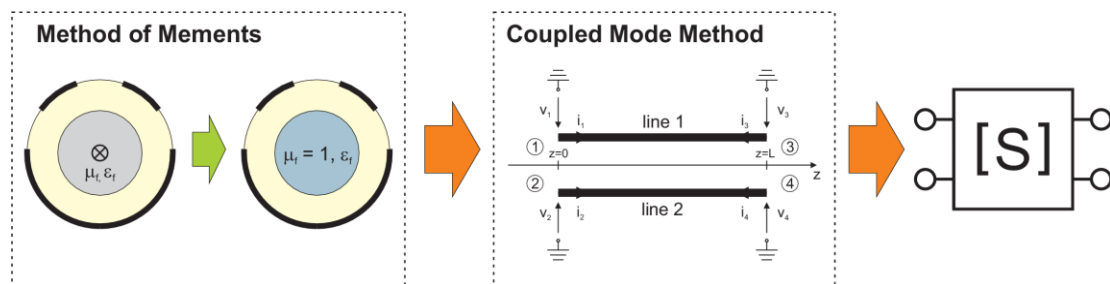 Method of Mements
μf, εf
μf = 1, εf
Coupled Mode Method
v1
i1
line 1
i3
v3
1
z=0
z=L
3
z
2
4
v2
i2
line 2
i4
v4
[S]